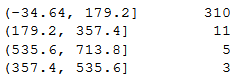 (-34.64, 179.2]     310
(179.2, 357.4]       11
(535.6, 713.8]        5
(357.4, 535.6]        3